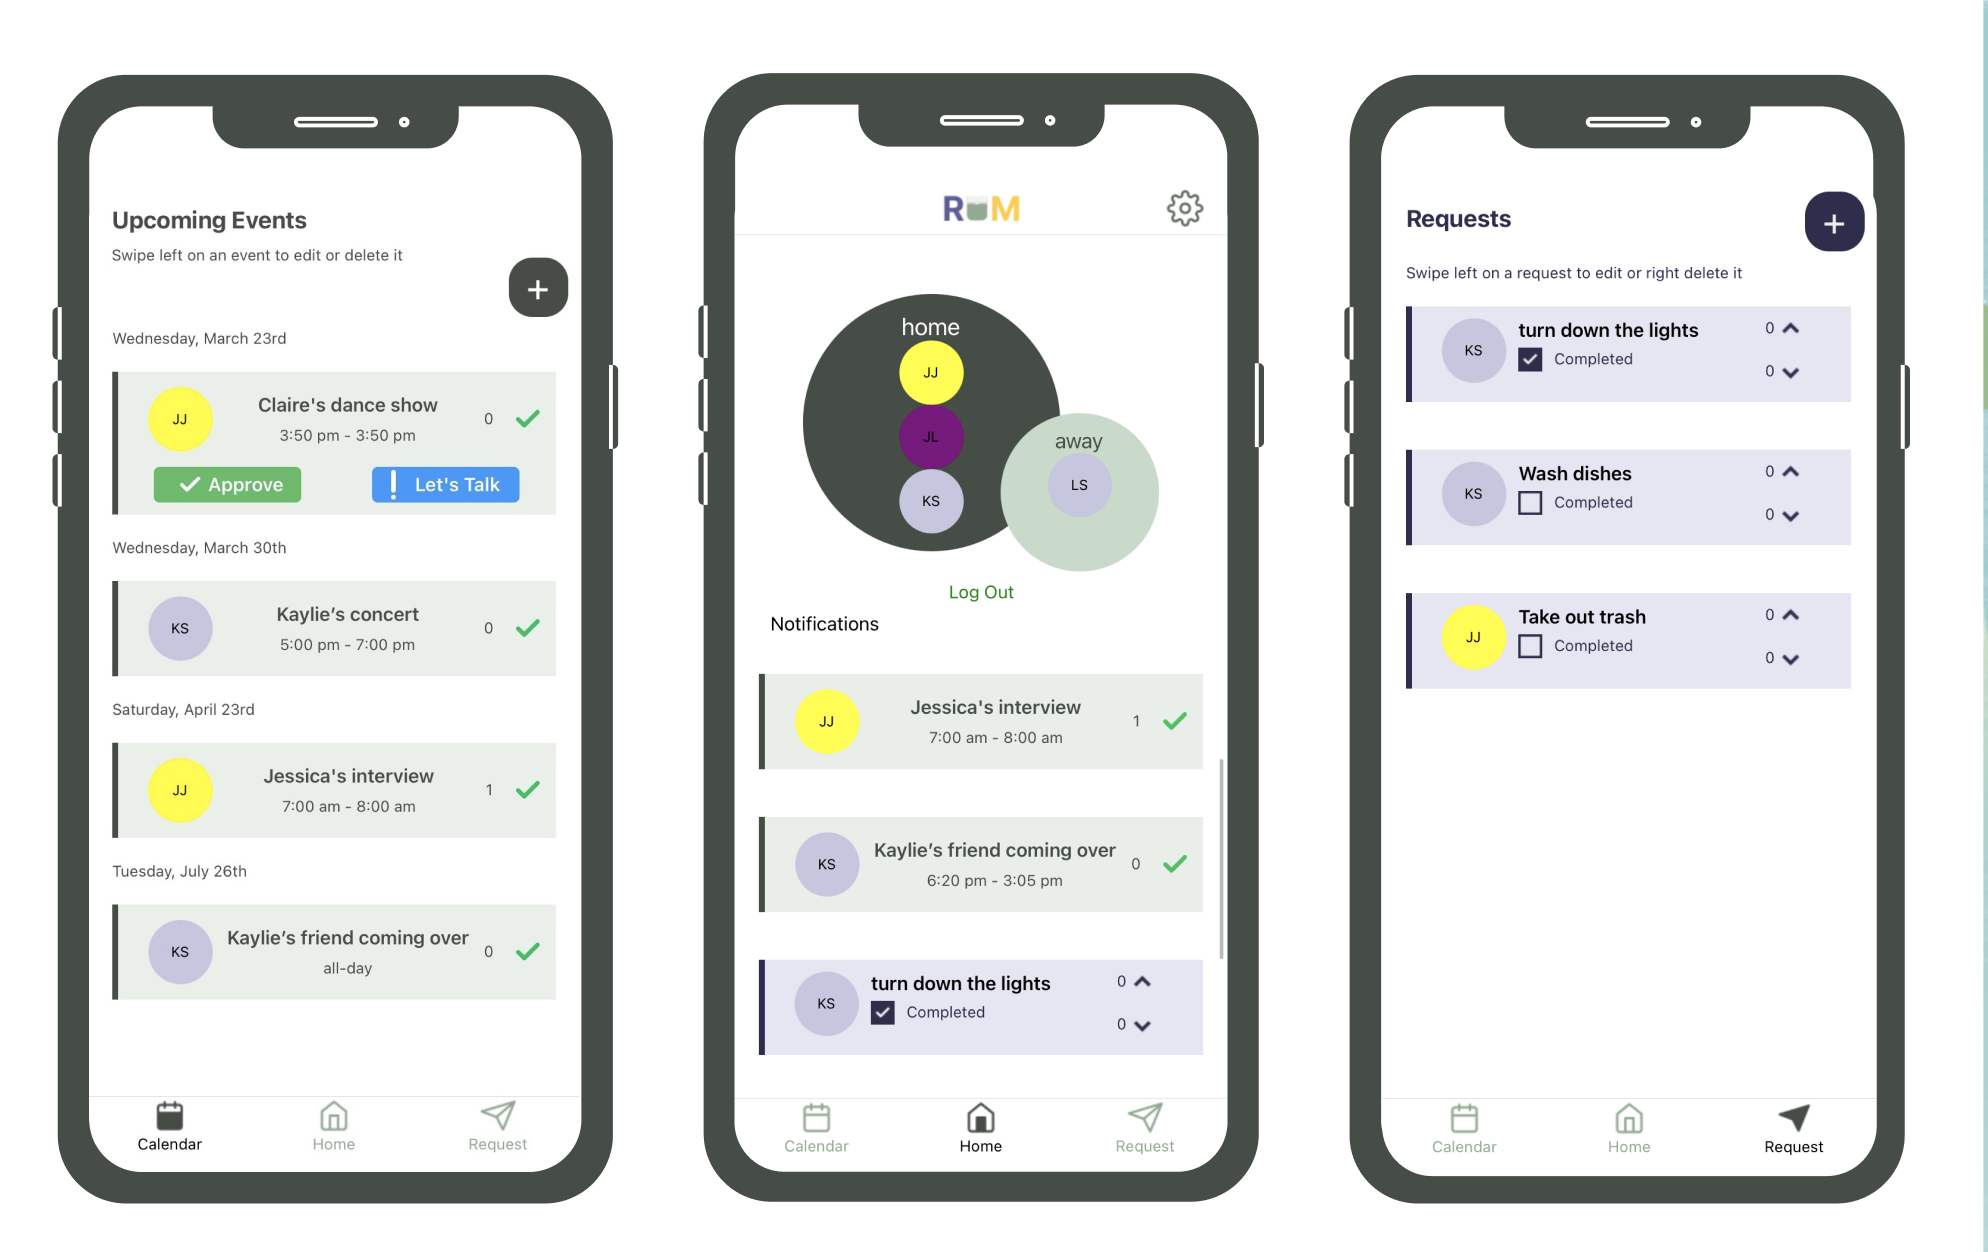 Upcoming Events
Swipe left on an event to edit or delete it
+
Wednesday, March 23rd
JJ
Claire's dance show
3:50 pm - 3:50 pm
0
Approve
Let's Talk
Wednesday, March 30th
KS
Kaylie’s concert
5:00 pm - 7:00 pm
0
Saturday, April 23rd
JJ
Jessica's interview
7:00 am - 8:00 am
1
Tuesday, July 26th
KS
Kaylie’s friend coming over
all-day
0
Calendar
Home
Request
R M
home
JJ
JL
KS
away
LS
Log Out
Notifications
JJ
Jessica's interview
7:00 am - 8:00 am
1
KS
Kaylie’s friend coming over
6:20 pm - 3:05 pm
0
KS
turn down the lights
Completed
0
0
Calendar
Home
Request
Requests
+
Swipe left on a request to edit or right delete it
KS
turn down the lights
Completed
0
0
KS
Wash dishes
Completed
0
0
JJ
Take out trash
Completed
0
0
Calendar
Home
Request